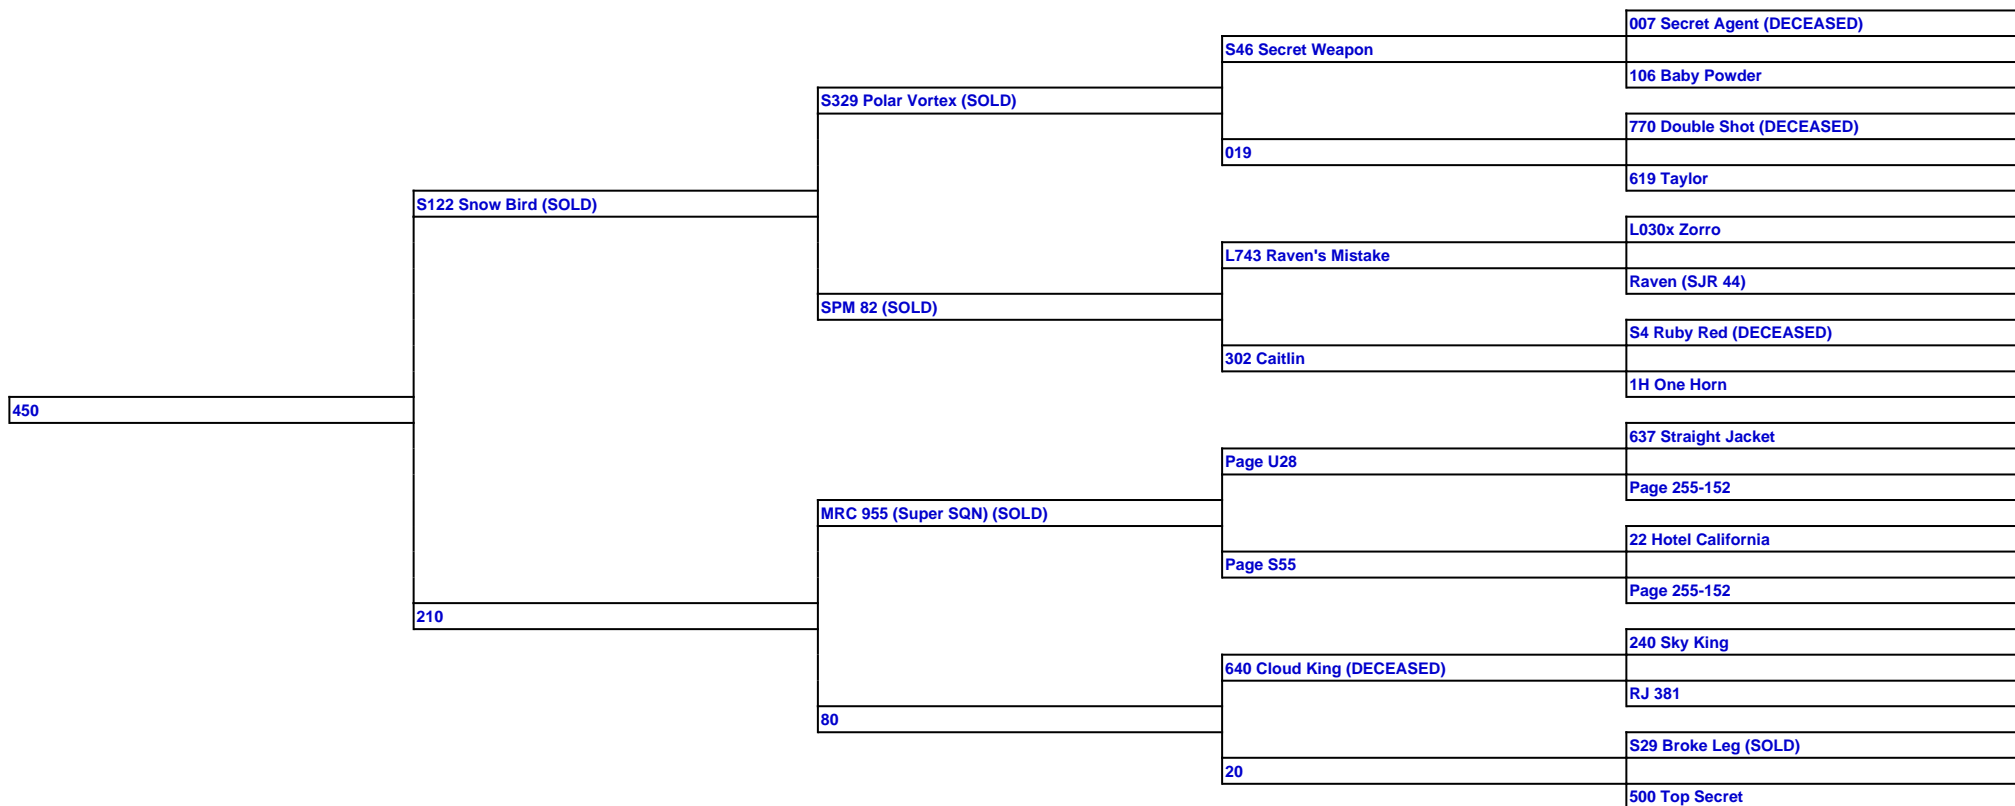 007 Secret Agent (DECEASED)
S46 Secret Weapon
106 Baby Powder
S329 Polar Vortex (SOLD)
770 Double Shot (DECEASED)
019
619 Taylor
S122 Snow Bird (SOLD)
L030x Zorro
L743 Raven's Mistake
Raven (SJR 44)
SPM 82 (SOLD)
S4 Ruby Red (DECEASED)
302 Caitlin
1H One Horn
450
637 Straight Jacket
Page U28
Page 255-152
MRC 955 (Super SQN) (SOLD)
22 Hotel California
Page S55
Page 255-152
210
240 Sky King
640 Cloud King (DECEASED)
RJ 381
80
S29 Broke Leg (SOLD)
20
500 Top Secret